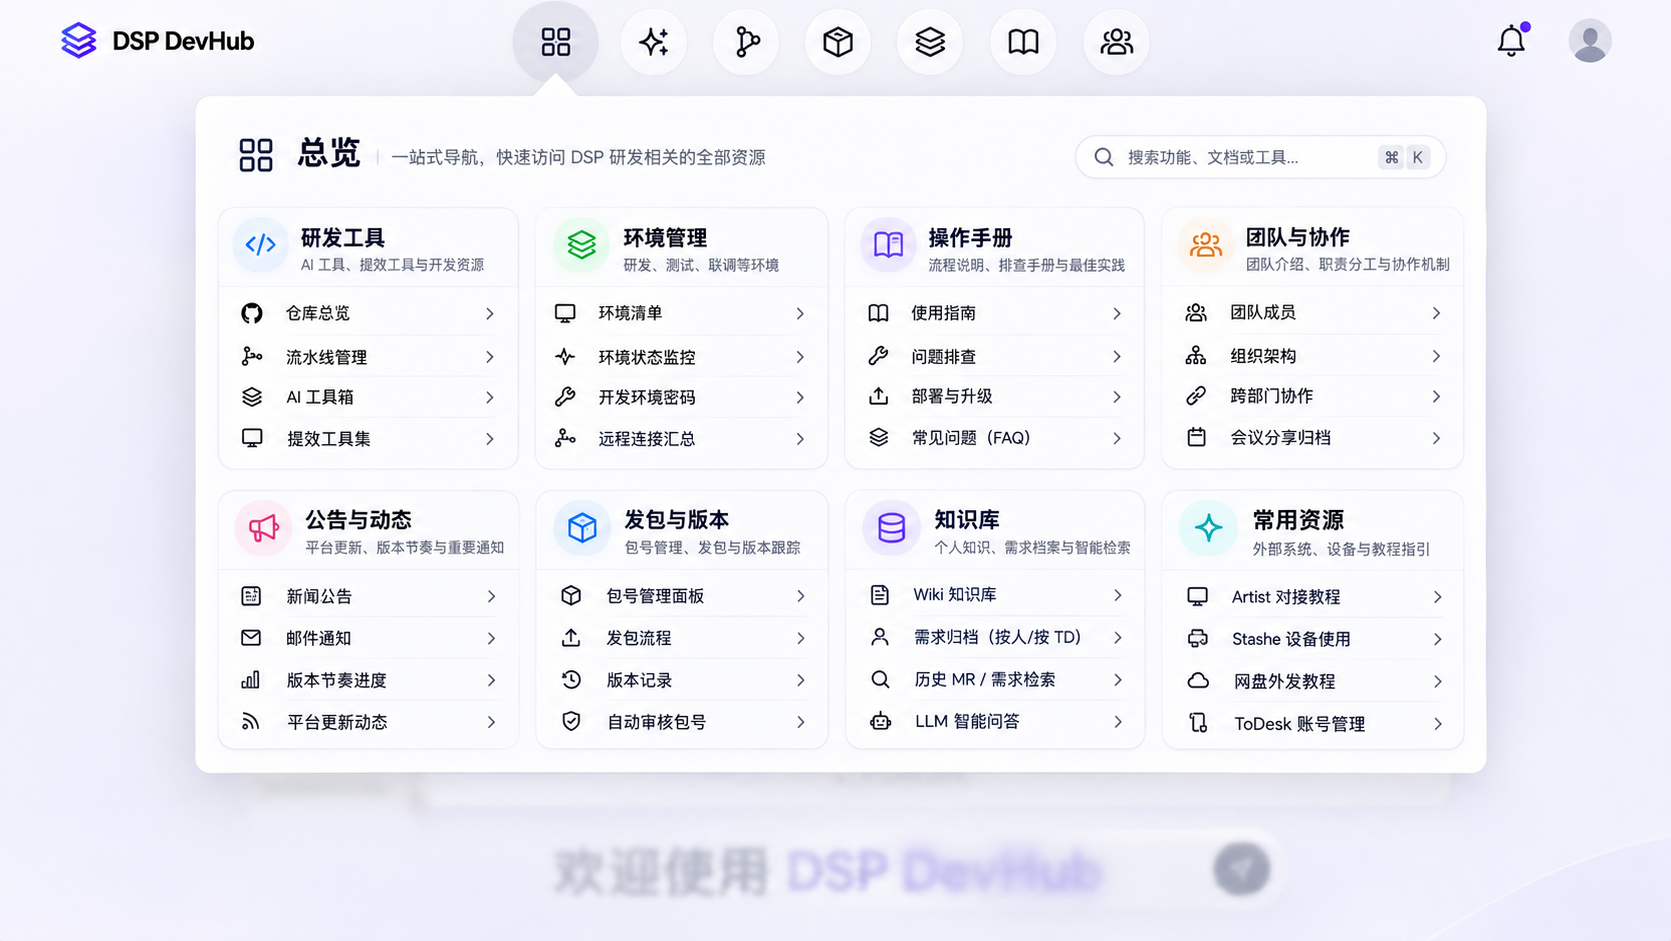 DSP DevHub
总览
一站式导航，快速访问 DSP 研发相关的全部资源
搜索功能、文档或工具...
⌘ K
研发工具
AI 工具、提效工具与开发资源
仓库总览
流水线管理
AI 工具箱
提效工具集
环境管理
研发、测试、联调等环境
环境清单
环境状态监控
开发环境密码
远程连接汇总
操作手册
流程说明、排查手册与最佳实践
使用指南
问题排查
部署与升级
常见问题（FAQ）
团队与协作
团队介绍、职责分工与协作机制
团队成员
组织架构
跨部门协作
会议分享归档
公告与动态
平台更新、版本节奏与重要通知
新闻公告
邮件通知
版本节奏进度
平台更新动态
发包与版本
包号管理、发包与版本跟踪
包号管理面板
发包流程
版本记录
自动审核包号
知识库
个人知识、需求档案与智能检索
Wiki 知识库
需求归档（按人/按 TD）
历史 MR / 需求检索
LLM 智能问答
常用资源
外部系统、设备与教程指引
Artist 对接教程
Stashe 设备使用
网盘外发教程
ToDesk 账号管理
欢迎使用 DSP DevHub